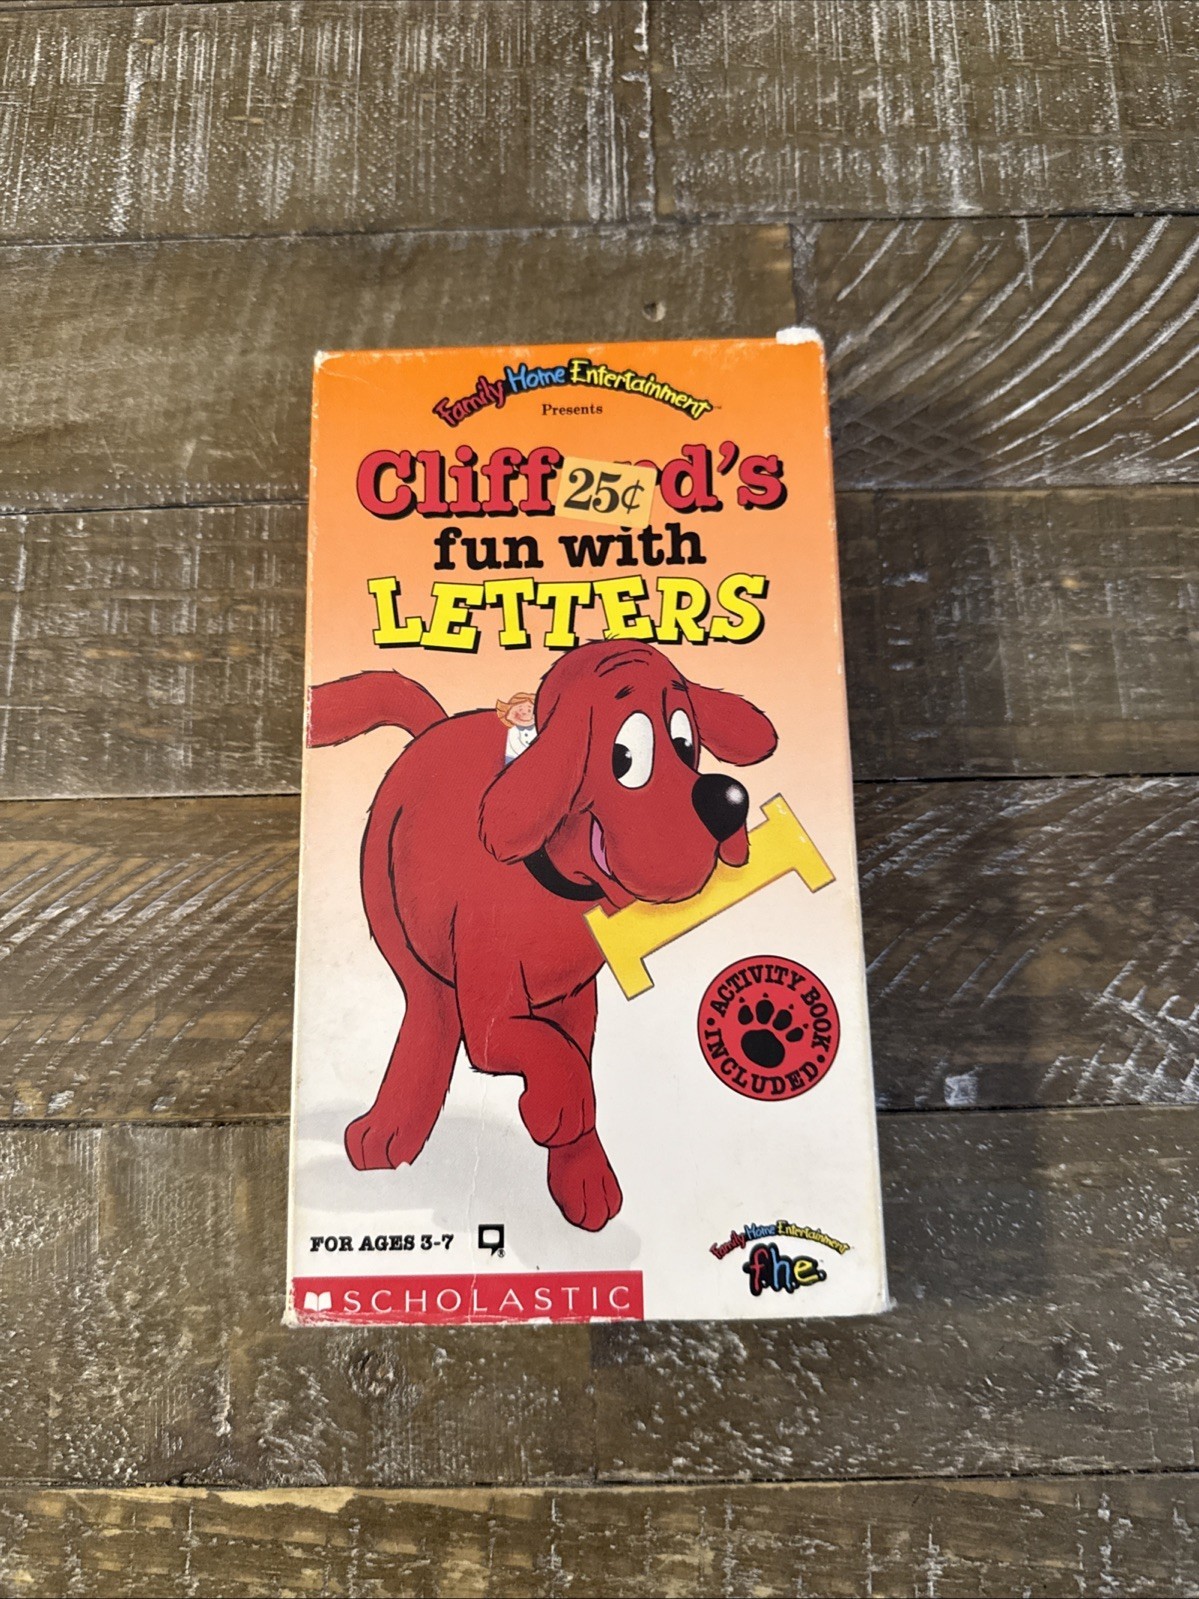 Family Home Entertainment™
Presents
Cliff 25¢ d's
fun with
LETTERS
• ACTIVITY BOOK •
INCLUDED
FOR AGES 3-7
®
SCHOLASTIC
Family Home Entertainment
f.h.e.